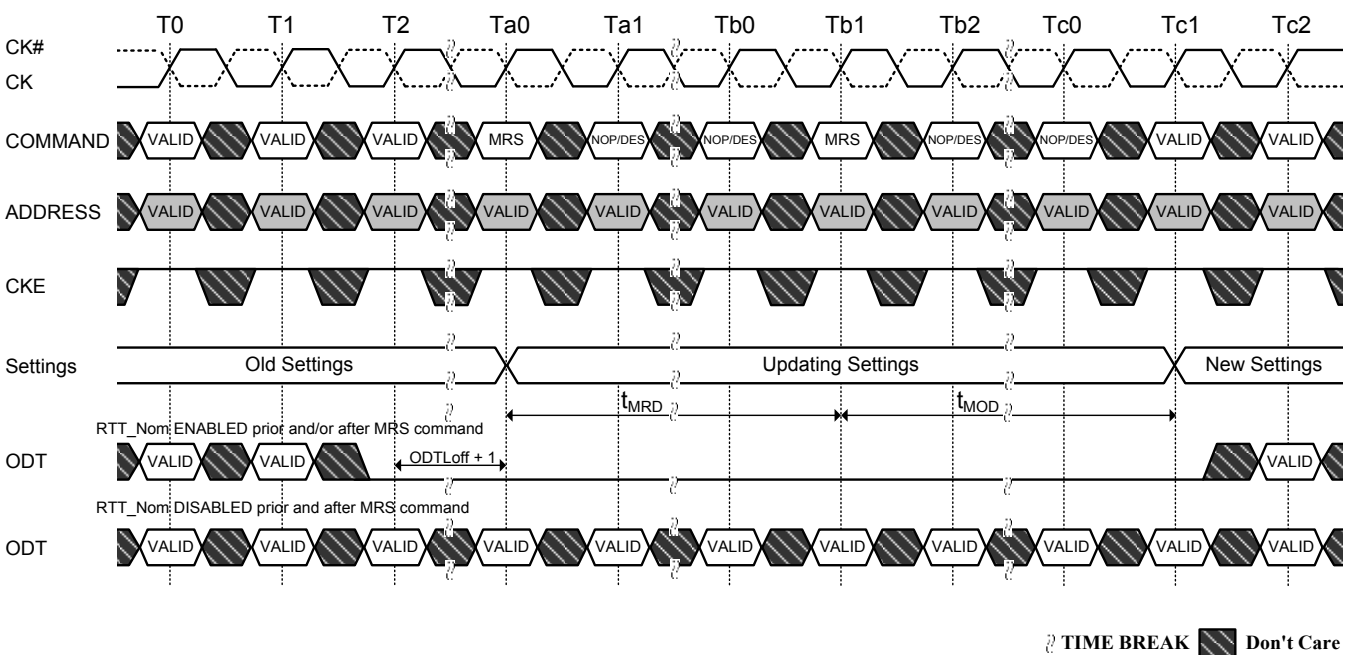 T0 T1 T2 Ta0 Ta1 Tb0 Tb1 Tb2 Tc0 Tc1 Tc2
CK#
CK
COMMAND VALID VALID VALID MRS NOP/DES NOP/DES MRS NOP/DES NOP/DES VALID VALID
ADDRESS VALID VALID VALID VALID VALID VALID VALID VALID VALID VALID VALID
CKE
Settings Old Settings Updating Settings New Settings
tMRD tMOD
RTT_Nom ENABLED prior and/or after MRS command
ODT VALID VALID ODTLoff + 1 VALID
RTT_Nom DISABLED prior and after MRS command
ODT VALID VALID VALID VALID VALID VALID VALID VALID VALID VALID VALID
TIME BREAK Don't Care